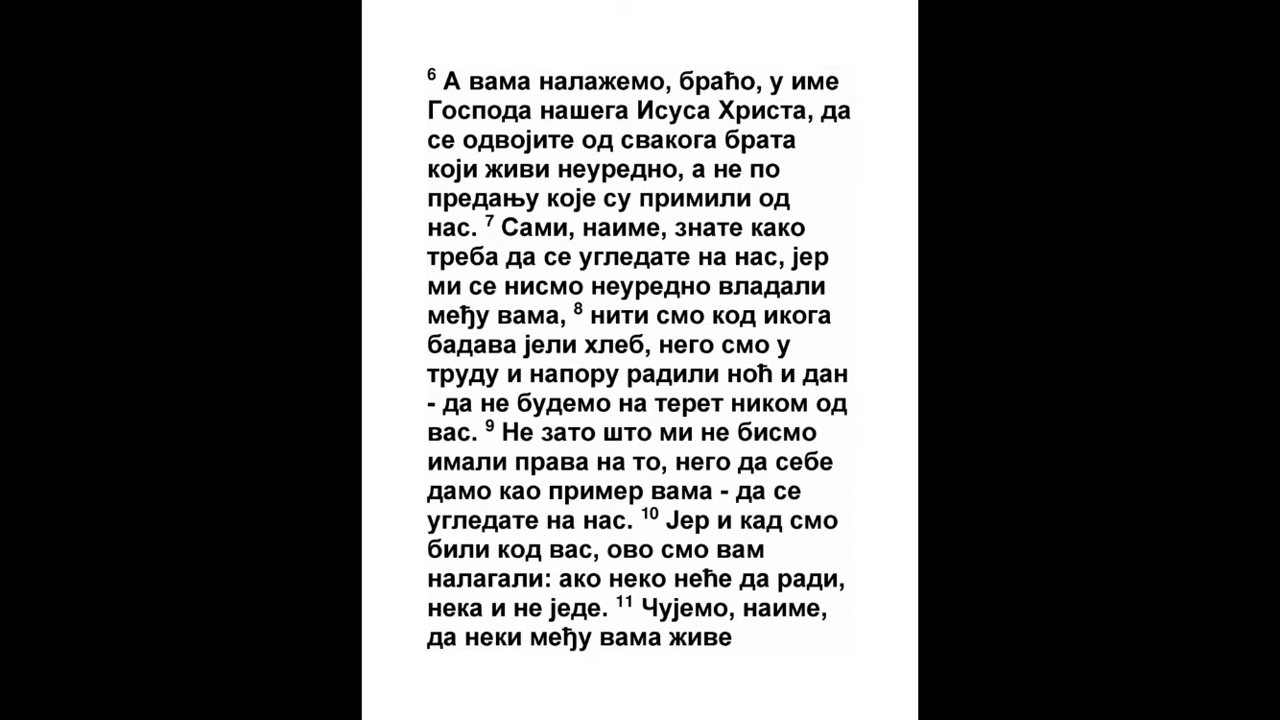 6 А вама налажемо, браћо, у име
Господа нашега Исуса Христа, да
се одвојите од свакога брата
који живи неуредно, а не по
предању које су примили од
нас. 7 Сами, наиме, знате како
треба да се угледате на нас, јер
ми се нисмо неуредно владали
међу вама, 8 нити смо код икога
бадава јели хлеб, него смо у
труду и напору радили ноћ и дан
- да не будемо на терет ником од
вас. 9 Не зато што ми не бисмо
имали права на то, него да себе
дамо као пример вама - да се
угледате на нас. 10 Јер и кад смо
били код вас, ово смо вам
налагали: ако неко неће да ради,
нека и не једе. 11 Чујемо, наиме,
да неки међу вама живе